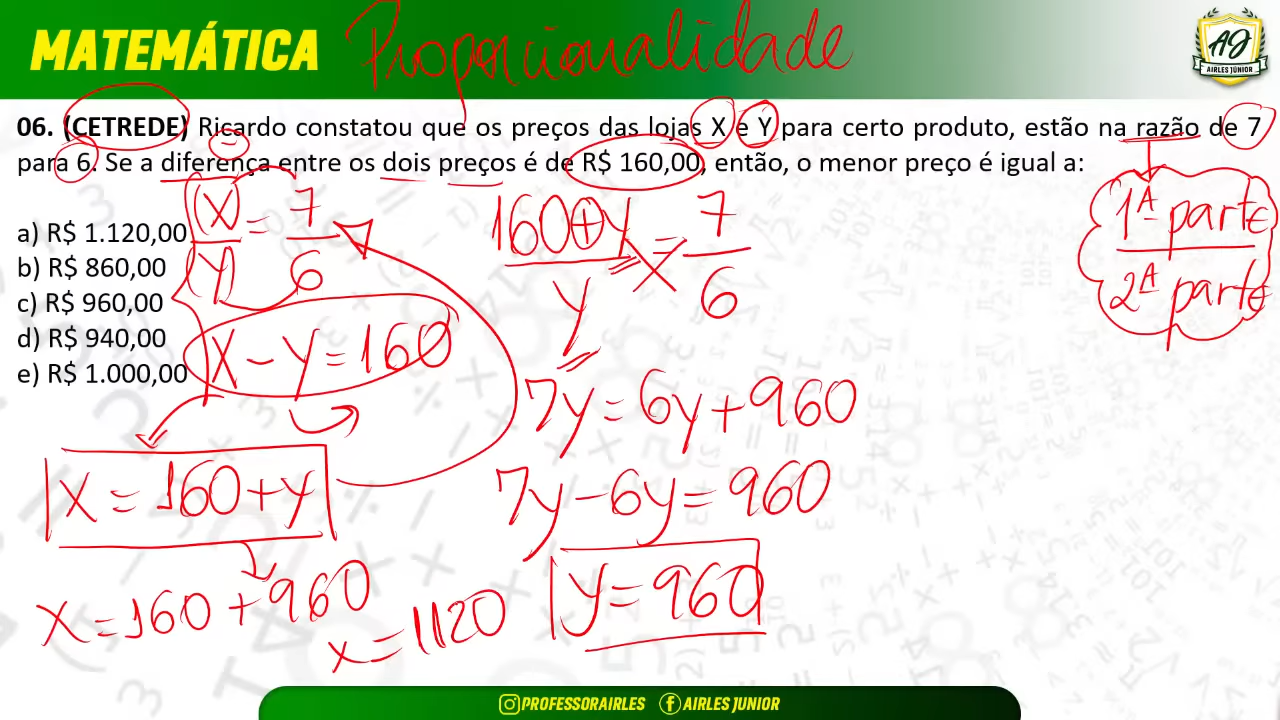 MATEMÁTICA Proporcionalidade
AJ
AIRLES JÚNIOR
06. (CETREDE) Ricardo constatou que os preços das lojas X e Y para certo produto, estão na razão de 7
para 6. Se a diferença entre os dois preços é de R$ 160,00, então, o menor preço é igual a:
a) R$ 1.120,00
b) R$ 860,00
c) R$ 960,00
d) R$ 940,00
e) R$ 1.000,00
X/Y = 7/6
X - Y = 160
X = 160 + Y
X = 160 + 960
X = 1120
160 + Y/Y = 7/6
7Y = 6Y + 960
7Y - 6Y = 960
Y = 960
1ª parte
2ª parte
PROFESSORAIRLES AIRLES JUNIOR